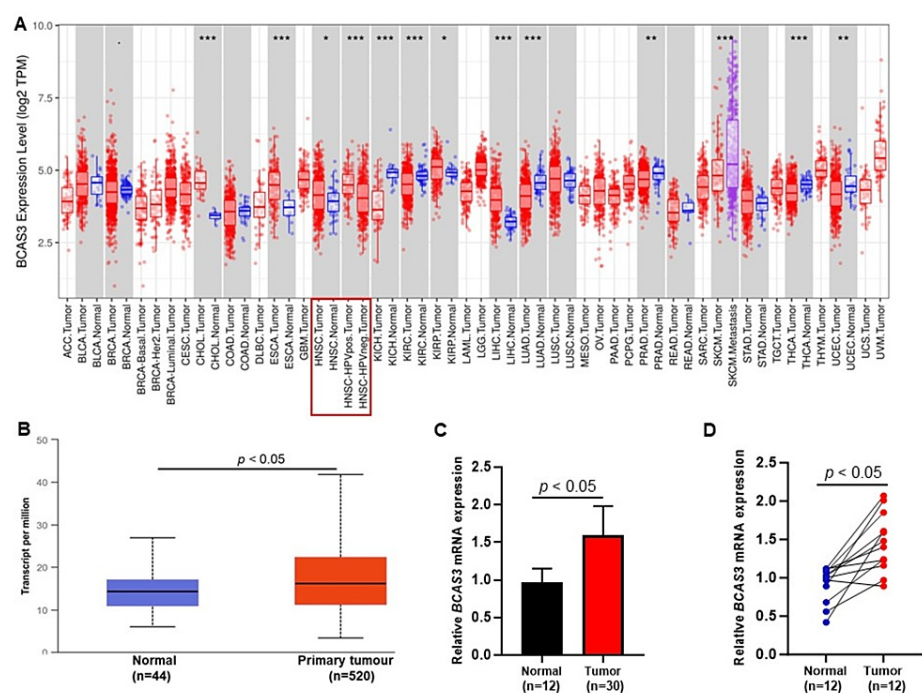 A
BCAS3 Expression Level (log2 TPM)
10.0
7.5
5.0
2.5
. *** *** * *** *** *** * *** *** ** *** *** **
ACC.Tumor
BLCA.Tumor
BLCA.Normal
BRCA.Tumor
BRCA.Normal
BRCA-Basal.Tumor
BRCA-Her2.Tumor
BRCA-Luminal.Tumor
CESC.Tumor
CHOL.Tumor
CHOL.Normal
COAD.Tumor
COAD.Normal
DLBC.Tumor
ESCA.Tumor
ESCA.Normal
GBM.Tumor
HNSC.Tumor
HNSC.Normal
HNSC-HPVpos.Tumor
HNSC-HPVneg.Tumor
KICH.Tumor
KICH.Normal
KIRC.Tumor
KIRC.Normal
KIRP.Tumor
KIRP.Normal
LAML.Tumor
LGG.Tumor
LIHC.Tumor
LIHC.Normal
LUAD.Tumor
LUAD.Normal
LUSC.Tumor
LUSC.Normal
MESO.Tumor
OV.Tumor
PAAD.Tumor
PCPG.Tumor
PRAD.Tumor
PRAD.Normal
READ.Tumor
READ.Normal
SARC.Tumor
SKCM.Tumor
SKCM.Metastasis
STAD.Tumor
STAD.Normal
TGCT.Tumor
THCA.Tumor
THCA.Normal
THYM.Tumor
UCEC.Tumor
UCEC.Normal
UCS.Tumor
UVM.Tumor
B
Transcript per million
50
40
30
20
10
0
p < 0.05
Normal
(n=44)
Primary tumour
(n=520)
C
Relative BCAS3 mRNA expression
2.5
2.0
1.5
1.0
0.5
0.0
p < 0.05
Normal
(n=12)
Tumor
(n=30)
D
Relative BCAS3 mRNA expression
2.5
2.0
1.5
1.0
0.5
0.0
p < 0.05
Normal
(n=12)
Tumor
(n=12)